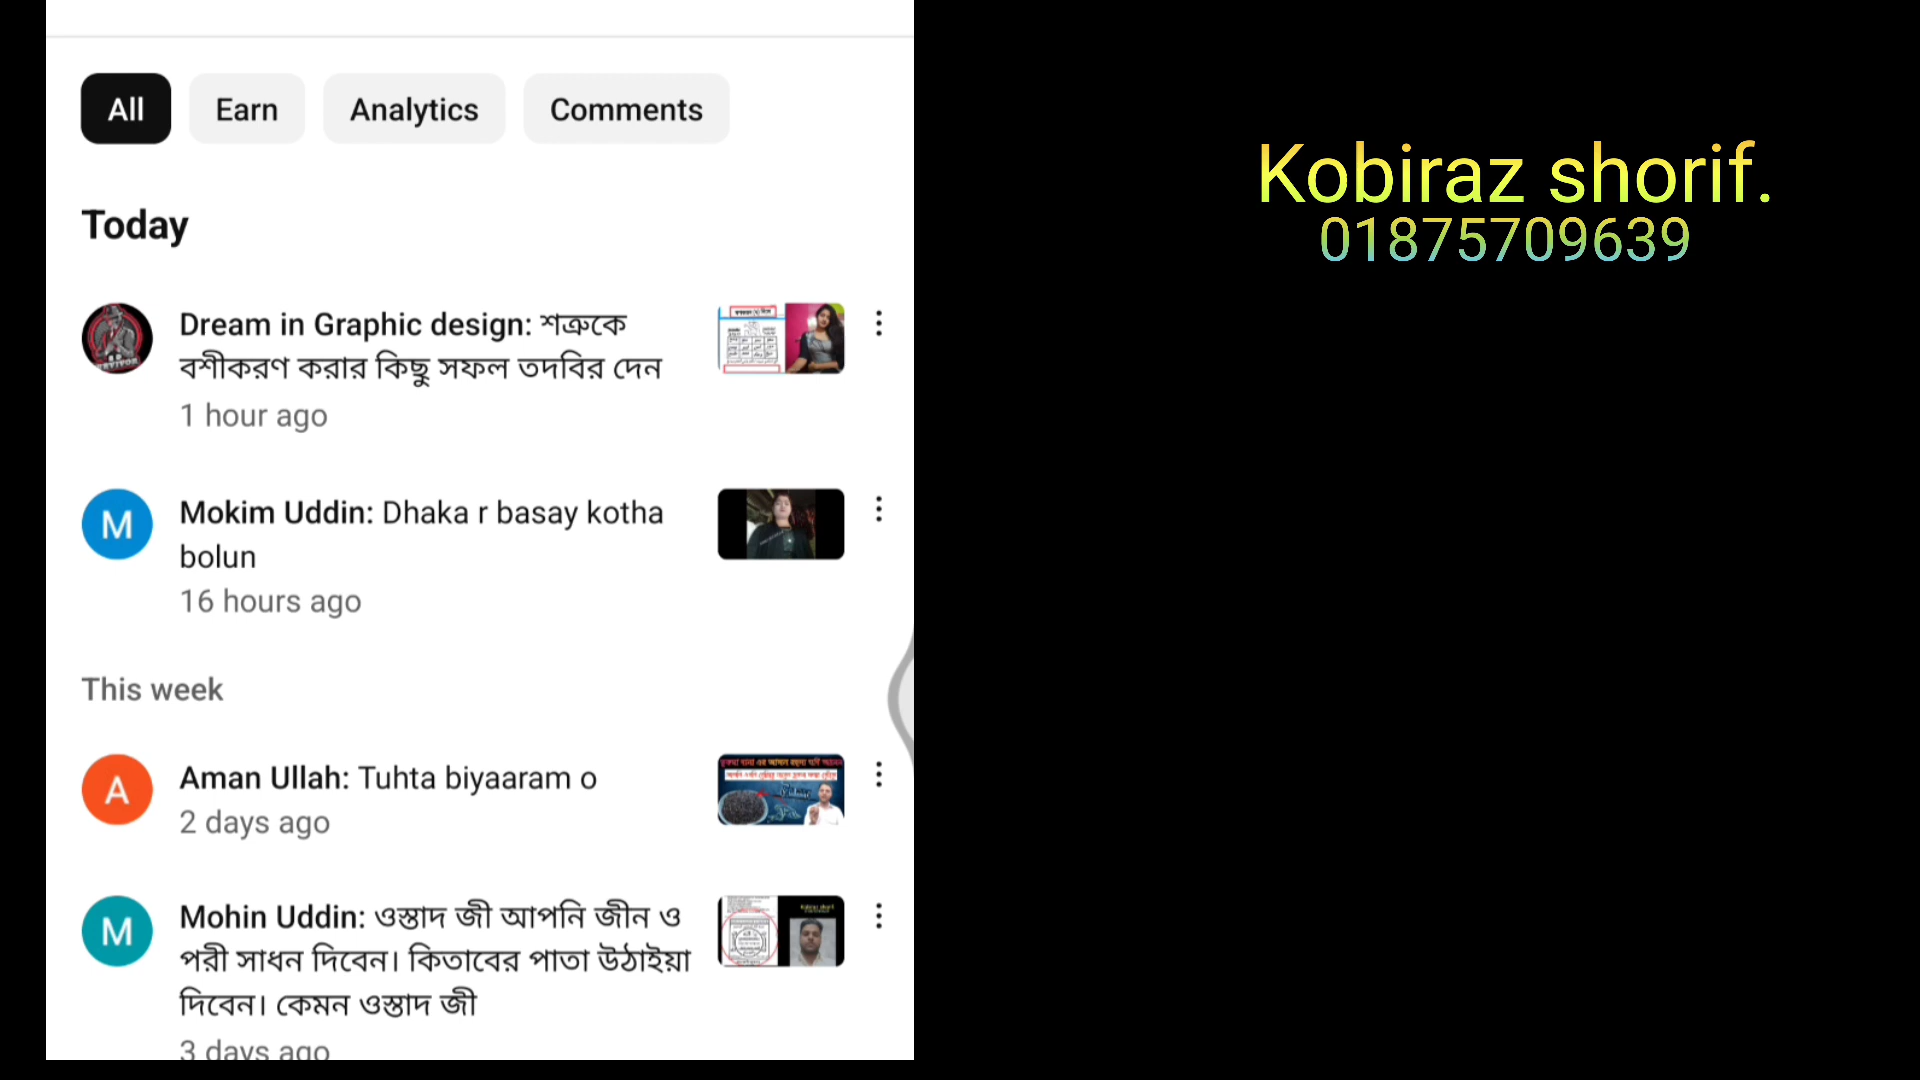 All
Earn
Analytics
Comments
Today
Dream in Graphic design: শত্রুকে
বশীকরণ করার কিছু সফল তদবির দেন
1 hour ago
Mokim Uddin: Dhaka r basay kotha
bolun
16 hours ago
This week
Aman Ullah: Tuhta biyaaram o
2 days ago
Mohin Uddin: ওস্তাদ জী আপনি জীন ও
পরী সাধন দিবেন। কিতাবের পাতা উঠাইয়া
দিবেন। কেমন ওস্তাদ জী
3 days ago
Kobiraz shorif.
01875709639